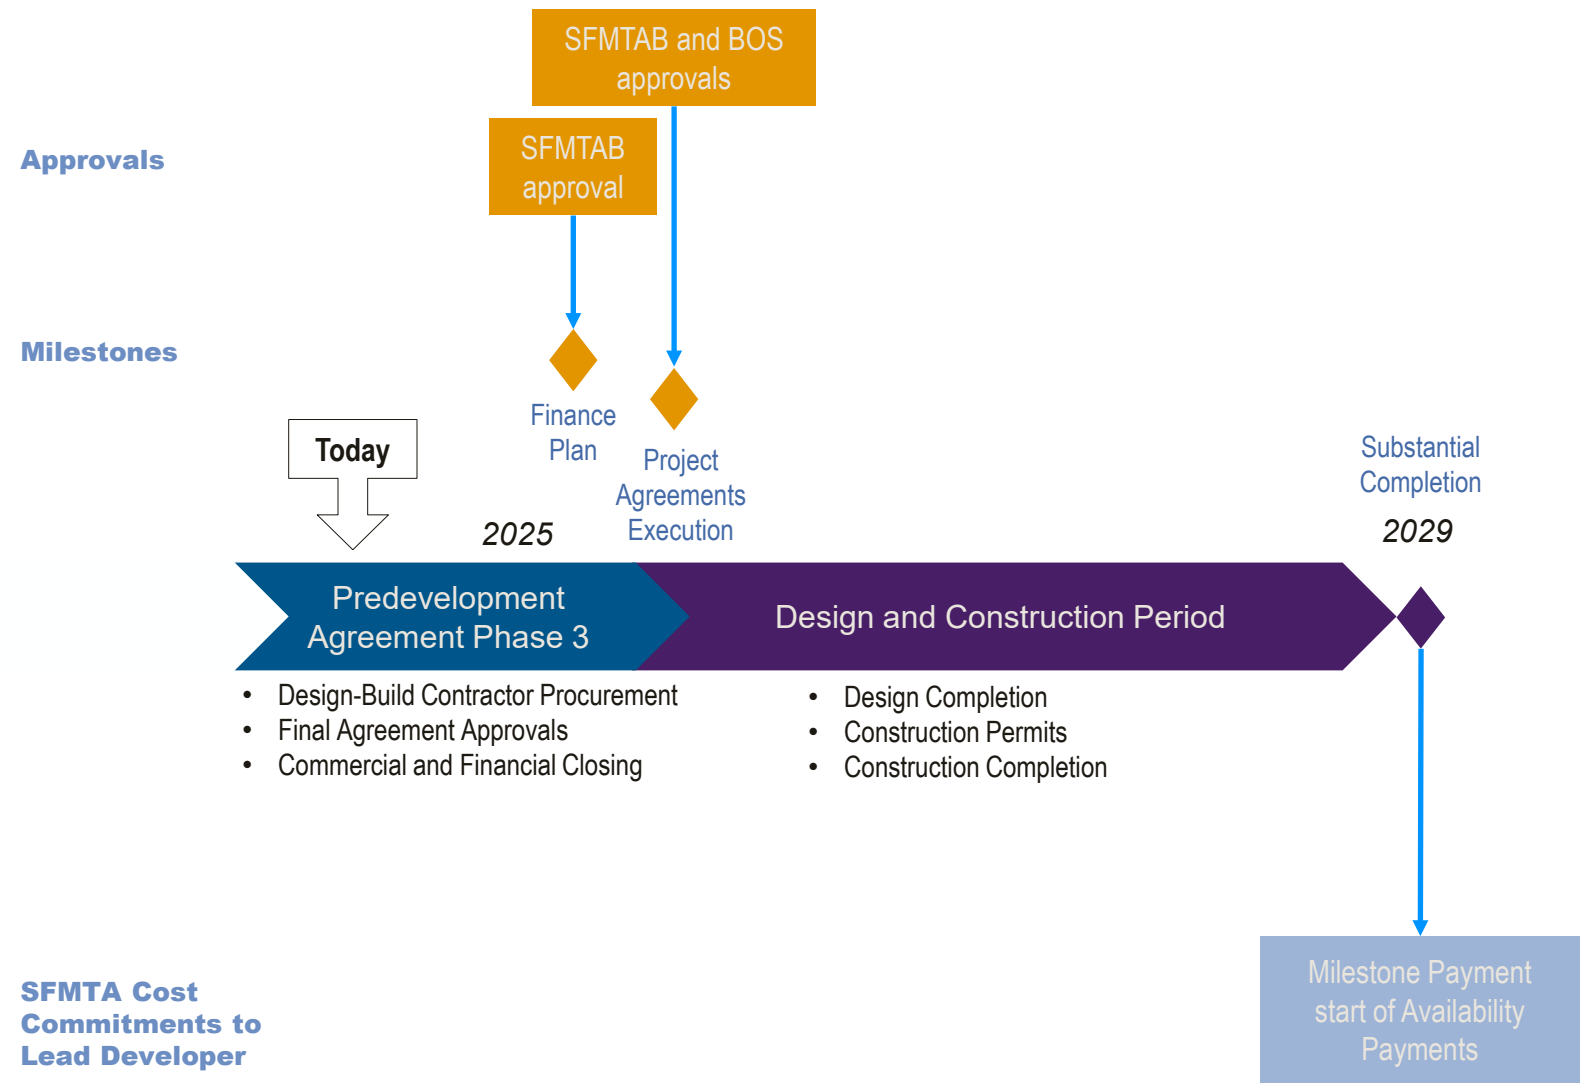 SFMTAB and BOS
approvals
Approvals
SFMTAB
approval
Milestones
Finance
Plan
Project
Agreements
Execution
Today
2025
Substantial
Completion
2029
Predevelopment
Agreement Phase 3
Design and Construction Period
• Design-Build Contractor Procurement
• Final Agreement Approvals
• Commercial and Financial Closing
• Design Completion
• Construction Permits
• Construction Completion
SFMTA Cost
Commitments to
Lead Developer
Milestone Payment
start of Availability
Payments